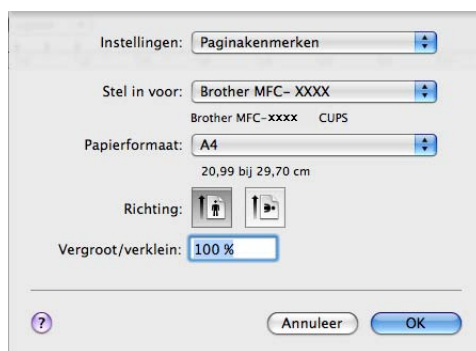 Instellingen: Paginakenmerken
Stel in voor: Brother MFC- XXXX
Brother MFC-xxxx CUPS
Papierformaat: A4
20,99 bij 29,70 cm
Richting:
Vergroot/verklein: 100 %
? Annuleer OK